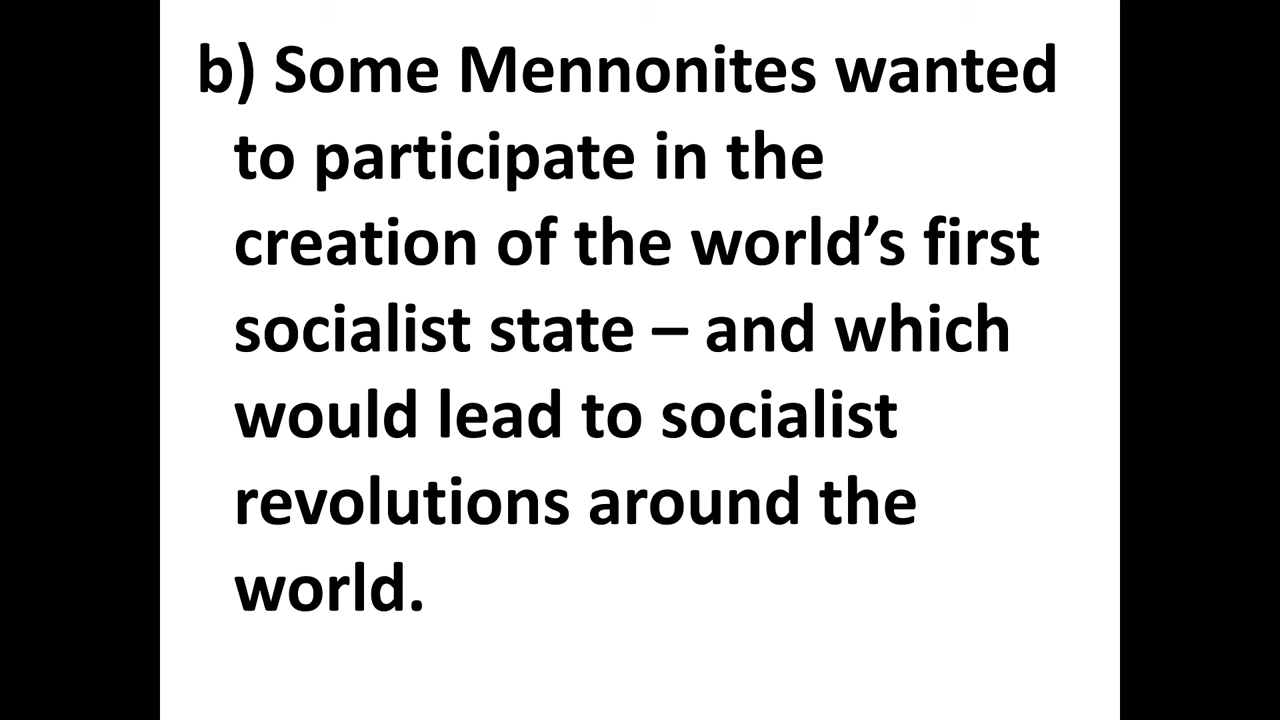 b) Some Mennonites wanted
to participate in the
creation of the world’s first
socialist state – and which
would lead to socialist
revolutions around the
world.